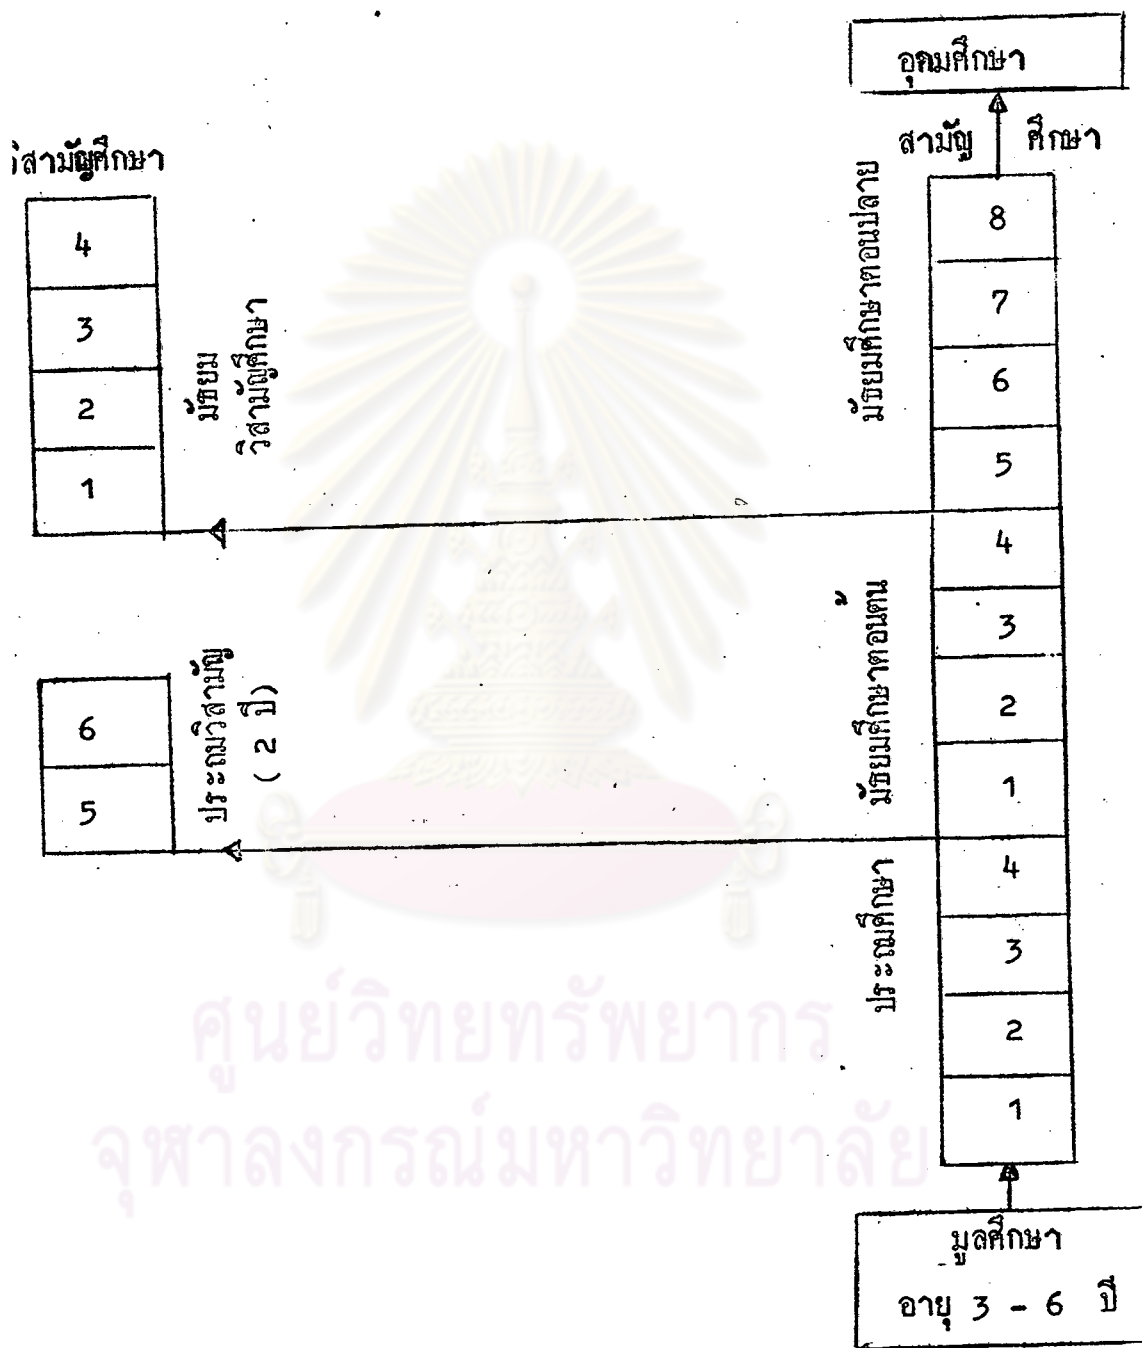 อุดมศึกษา
สามัญ ศึกษา
วิสามัญศึกษา
4
3
2
1
มัธยม
วิสามัญศึกษา
มัธยมศึกษาตอนปลาย
8
7
6
5
มัธยมศึกษาตอนต้น
4
3
2
1
6
5
ประถมวิสามัญ
( 2 ปี)
ประถมศึกษา
4
3
2
1
มูลศึกษา
อายุ 3 - 6 ปี
ศูนย์วิทยทรัพยากร
จุฬาลงกรณ์มหาวิทยาลัย